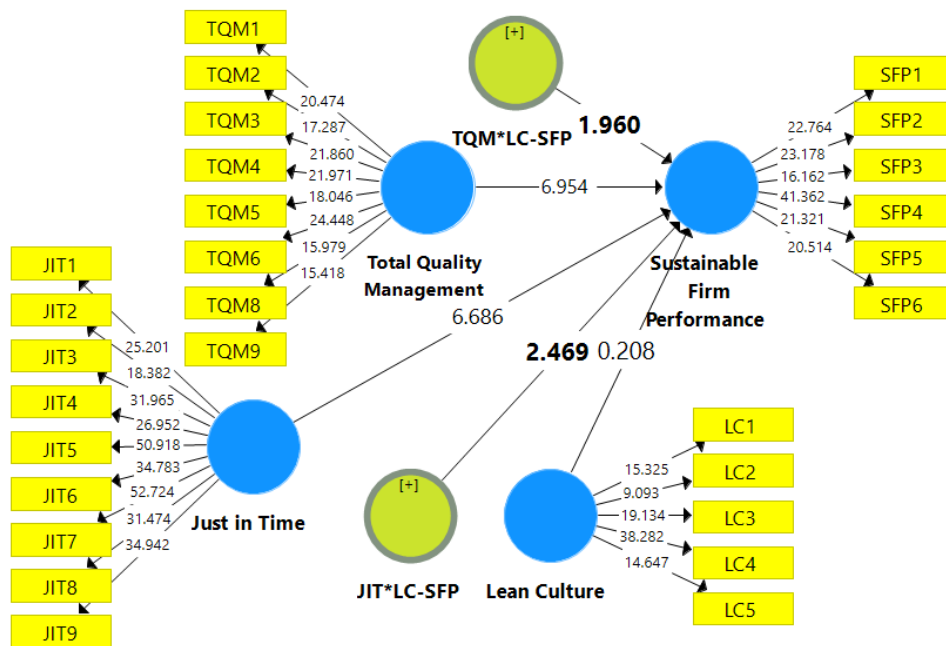 TQM1
TQM2
TQM3
TQM4
TQM5
TQM6
TQM8
TQM9
20.474
17.287
21.860
21.971
18.046
24.448
15.979
15.418
Total Quality
Management
[+]
TQM*LC-SFP
1.960
6.954
Sustainable
Firm
Performance
22.764
23.178
16.162
41.362
21.321
20.514
SFP1
SFP2
SFP3
SFP4
SFP5
SFP6
JIT1
JIT2
JIT3
JIT4
JIT5
JIT6
JIT7
JIT8
JIT9
25.201
18.382
31.965
26.952
50.918
34.783
52.724
31.474
34.942
Just in Time
6.686
2.469
0.208
[+]
JIT*LC-SFP
Lean Culture
15.325
9.093
19.134
38.282
14.647
LC1
LC2
LC3
LC4
LC5